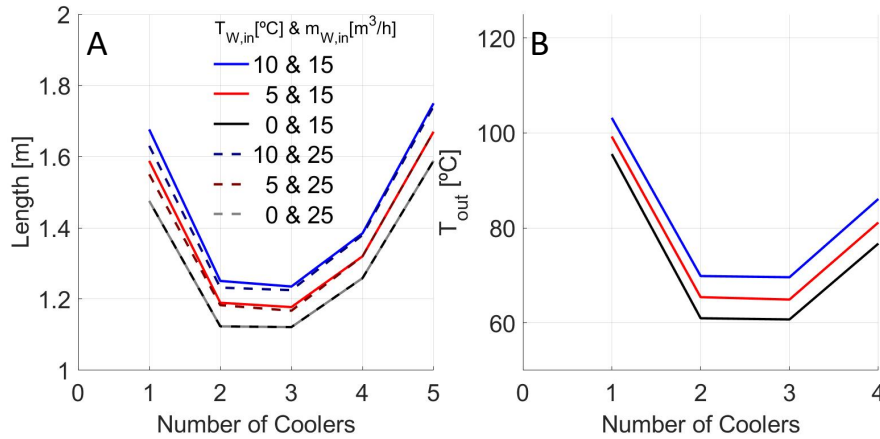 A
T_W,in[ºC] & m_W,in[m^3/h]
10 & 15
5 & 15
0 & 15
10 & 25
5 & 25
0 & 25
Length [m]
2
1.8
1.6
1.4
1.2
1
0 1 2 3 4 5
Number of Coolers
B
T_out [ºC]
120
100
80
60
0 1 2 3 4
Number of Coolers